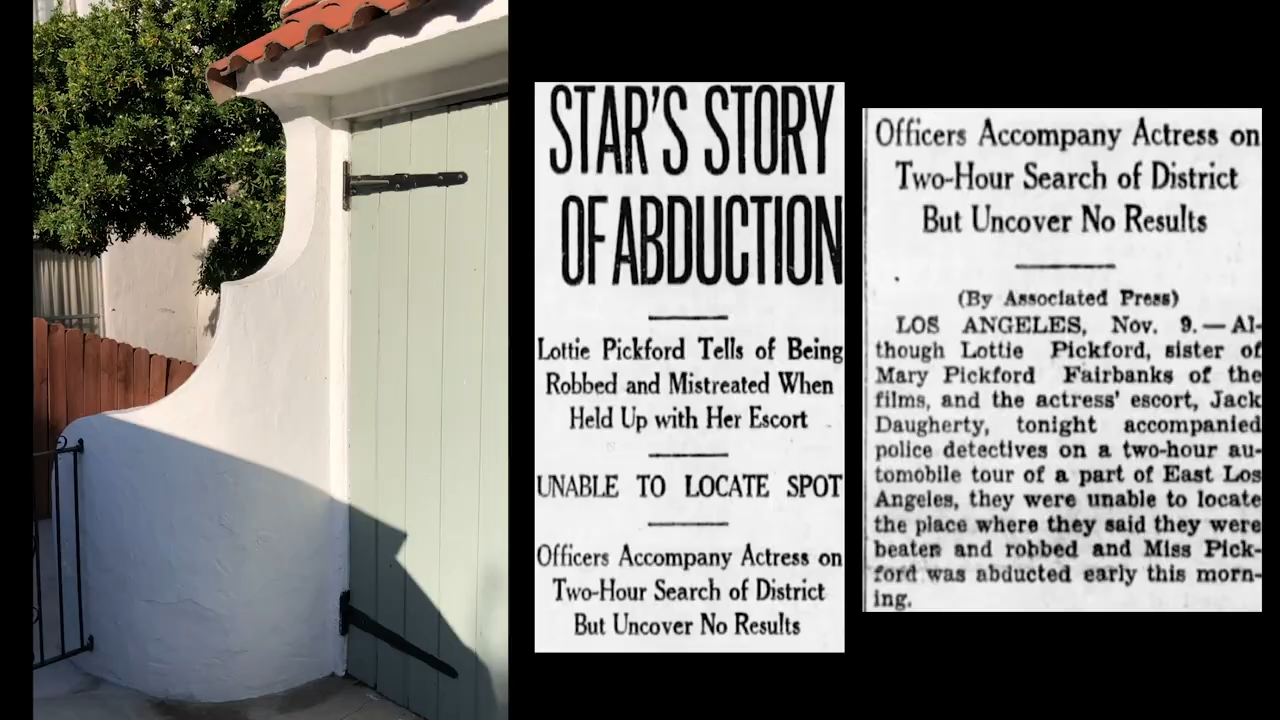 STAR'S STORY
OF ABDUCTION
Lottie Pickford Tells of Being
Robbed and Mistreated When
Held Up with Her Escort
UNABLE TO LOCATE SPOT
Officers Accompany Actress on
Two-Hour Search of District
But Uncover No Results
Officers Accompany Actress on
Two-Hour Search of District
But Uncover No Results
(By Associated Press)
LOS ANGELES, Nov. 9.—Al-
though Lottie Pickford, sister of
Mary Pickford Fairbanks of the
films, and the actress' escort, Jack
Daugherty, tonight accompanied
police detectives on a two-hour au-
tomobile tour of a part of East Los
Angeles, they were unable to locate
the place where they said they were
beaten and robbed and Miss Pick-
ford was abducted early this morn-
ing.